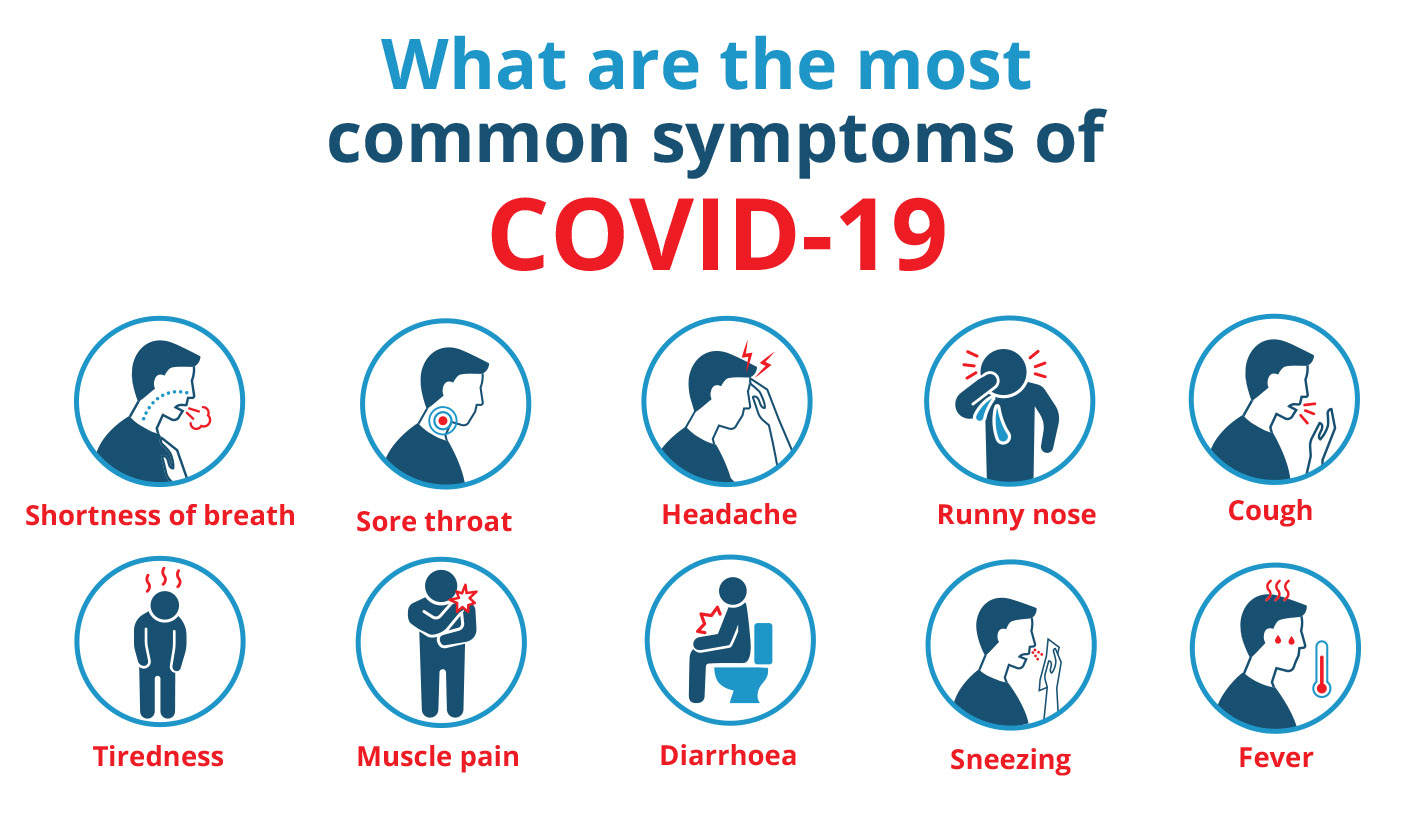 What are the most
common symptoms of
COVID-19
Shortness of breath
Sore throat
Headache
Runny nose
Cough
Tiredness
Muscle pain
Diarrhoea
Sneezing
Fever